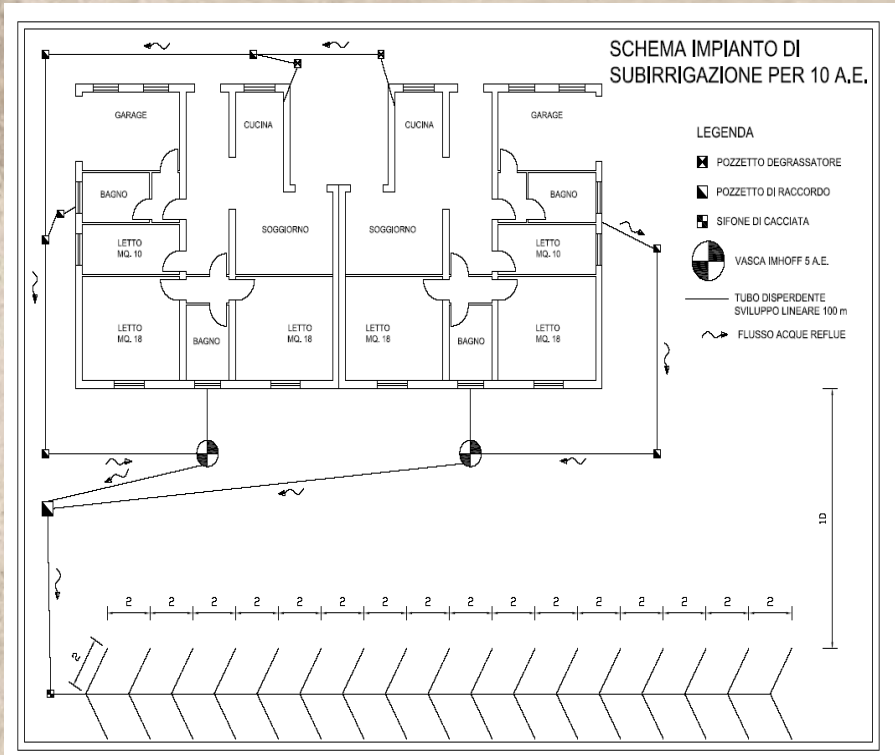 SCHEMA IMPIANTO DI
SUBIRRIGAZIONE PER 10 A.E.
LEGENDA
POZZETTO DEGRASSATORE
POZZETTO DI RACCORDO
SIFONE DI CACCIATA
VASCA IMHOFF 5 A.E.
TUBO DISPERDENTE
SVILUPPO LINEARE 100 m
FLUSSO ACQUE REFLUE
GARAGE
CUCINA
CUCINA
GARAGE
BAGNO
BAGNO
LETTO
MQ. 10
SOGGIORNO
SOGGIORNO
LETTO
MQ. 10
LETTO
MQ. 18
BAGNO
LETTO
MQ. 18
LETTO
MQ. 18
BAGNO
LETTO
MQ. 18
10
2 2 2 2 2 2 2 2 2 2 2 2 2 2 2 2
2